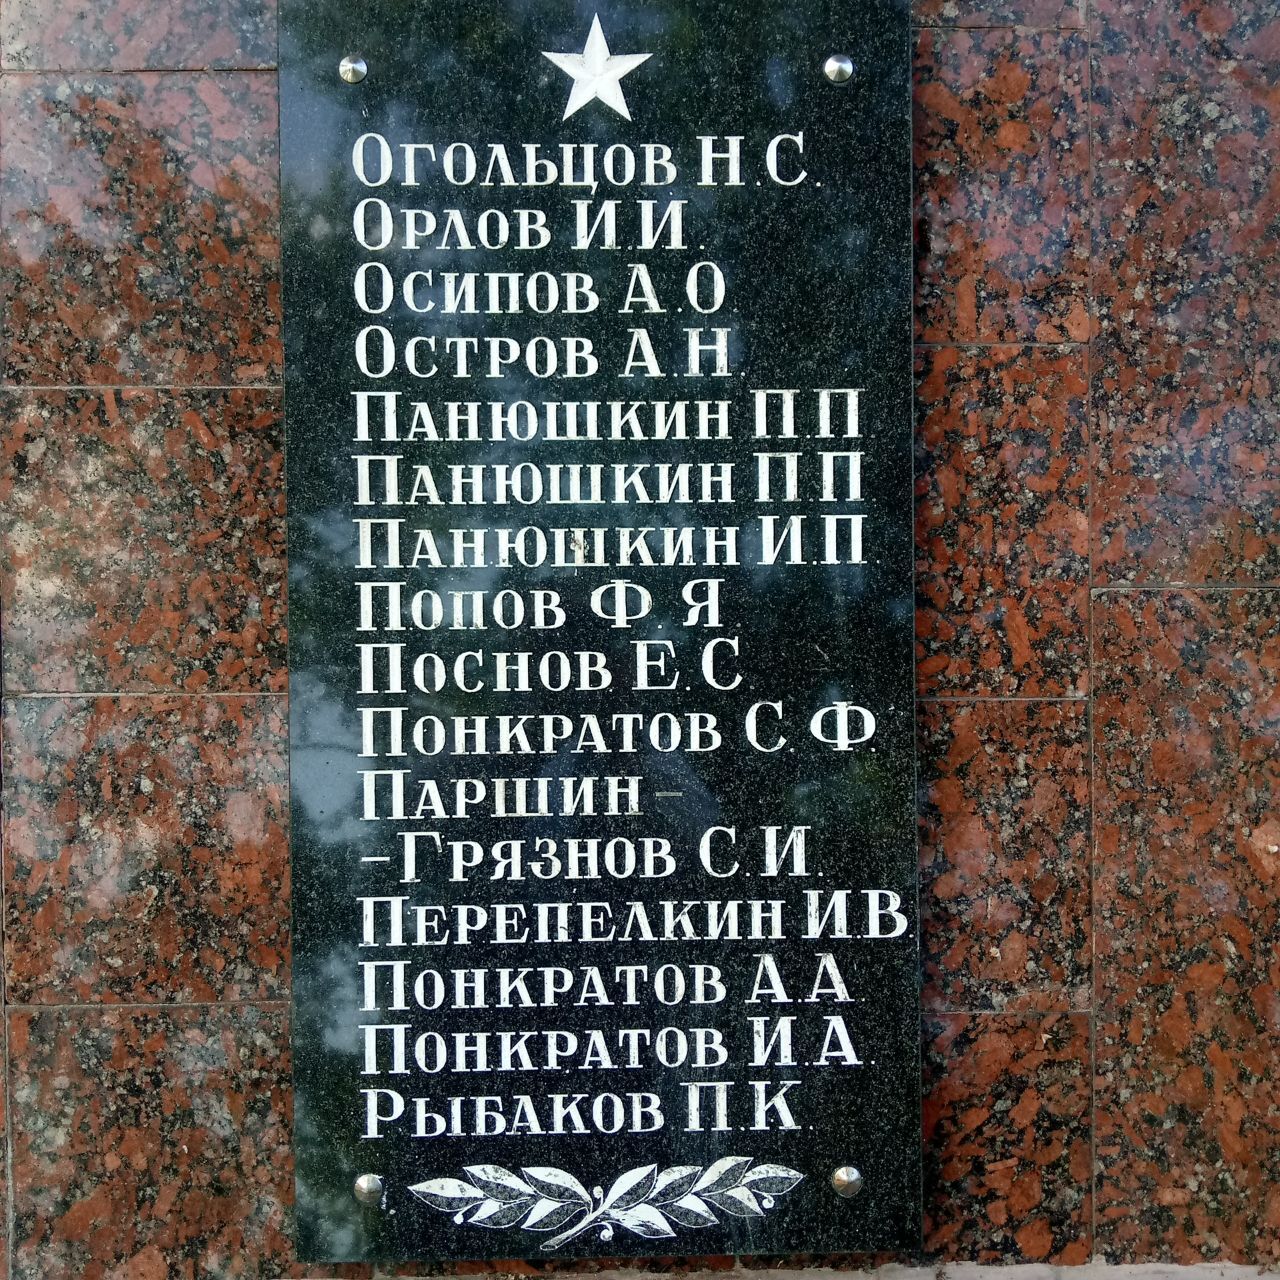 Огольцов Н.С.
Орлов И.И.
Осипов А.О.
Остров А.Н.
Панюшкин П.П.
Панюшкин П.П.
Панюшкин И.П.
Попов Ф.Я.
Поснов Е.С.
Понкратов С.Ф.
Паршин-
-Грязнов С.И.
Перепелкин И.В.
Понкратов А.А.
Понкратов И.А.
Рыбаков П.К.